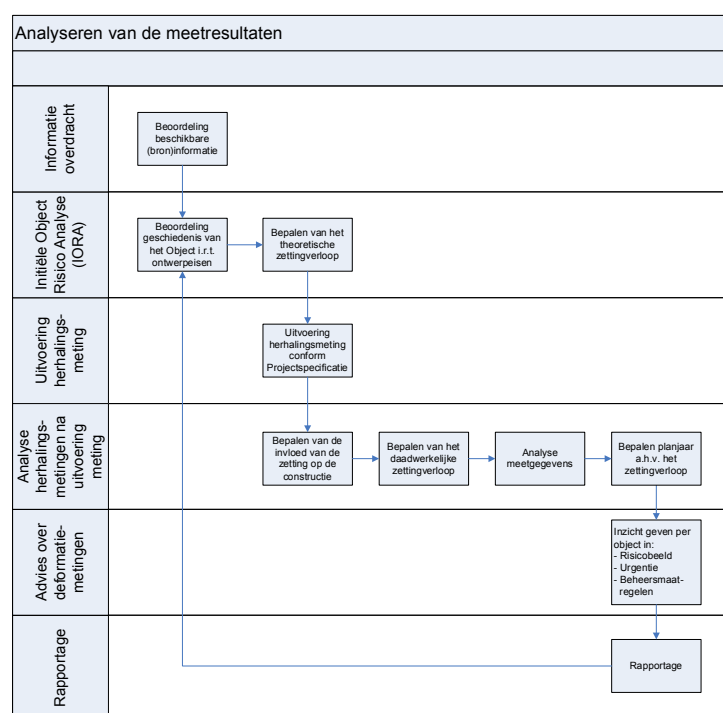 Analyseren van de meetresultaten
Informatie
overdracht
Beoordeling
beschikbare
(bron)informatie
Initiële Object
Risico Analyse
(IORA)
Beoordeling
geschiedenis van
het Object i.r.t.
ontwerpeisen
Bepalen van het
theoretische
zettingverloop
Uitvoering
herhalings-
meting
Uitvoering
herhalingsmeting
conform
Projectspecificatie
Analyse
herhalings-
metingen na
uitvoering
meting
Bepalen van de
invloed van de
zetting op de
constructie
Bepalen van het
daadwerkelijke
zettingverloop
Analyse
meetgegevens
Bepalen planjaar
a.h.v. het
zettingverloop
Advies over
deformatie-
metingen
Inzicht geven per
object in:
- Risicobeeld
- Urgentie
- Beheersmaat-
regelen
Rapportage
Rapportage